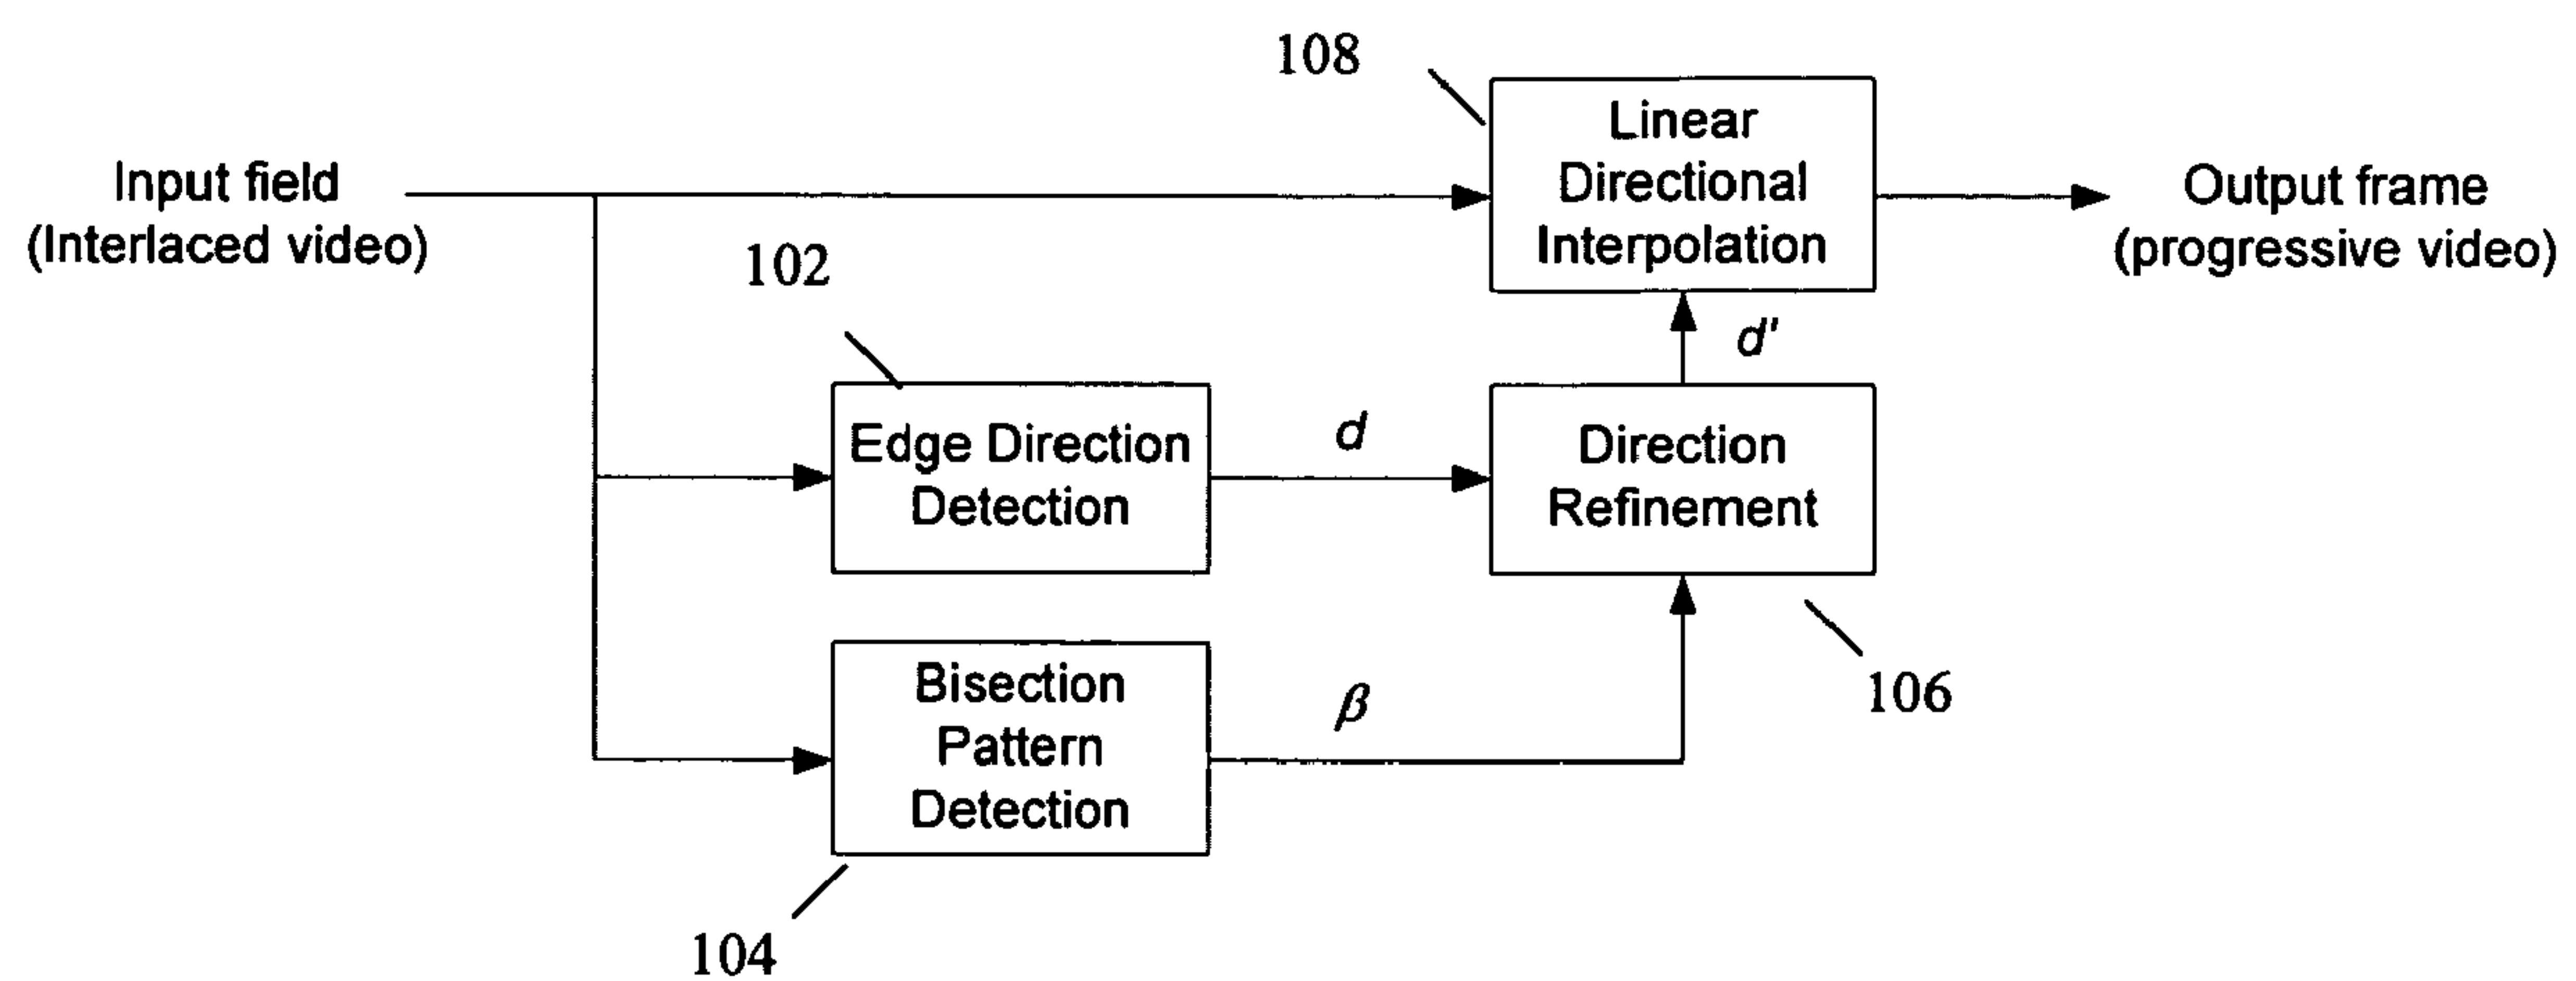 108
Linear
Directional
Interpolation
Input field
(Interlaced video)
Output frame
(progressive video)
102
d'
Edge Direction
Detection
d
Direction
Refinement
Bisection
Pattern
Detection
β
106
104